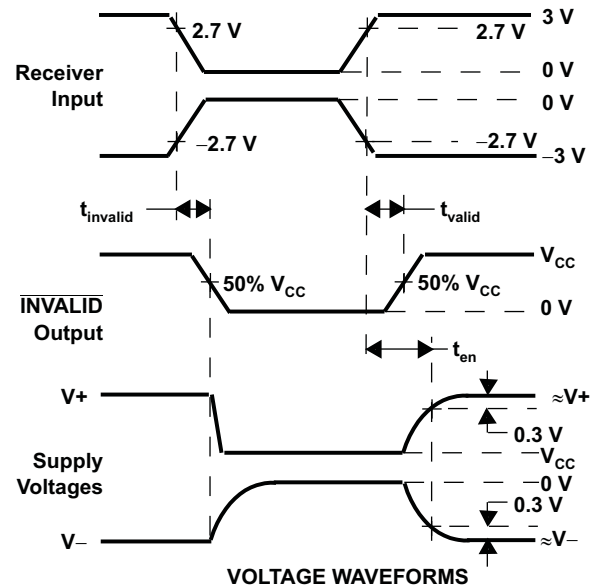 3 V
2.7 V
2.7 V
Receiver
Input
0 V
0 V
−2.7 V
−2.7 V
−3 V
tinvalid
tvalid
VCC
50% VCC
50% VCC
INVALID
Output
0 V
ten
V+
≈V+
0.3 V
Supply
Voltages
VCC
0 V
0.3 V
V−
≈V−
VOLTAGE WAVEFORMS